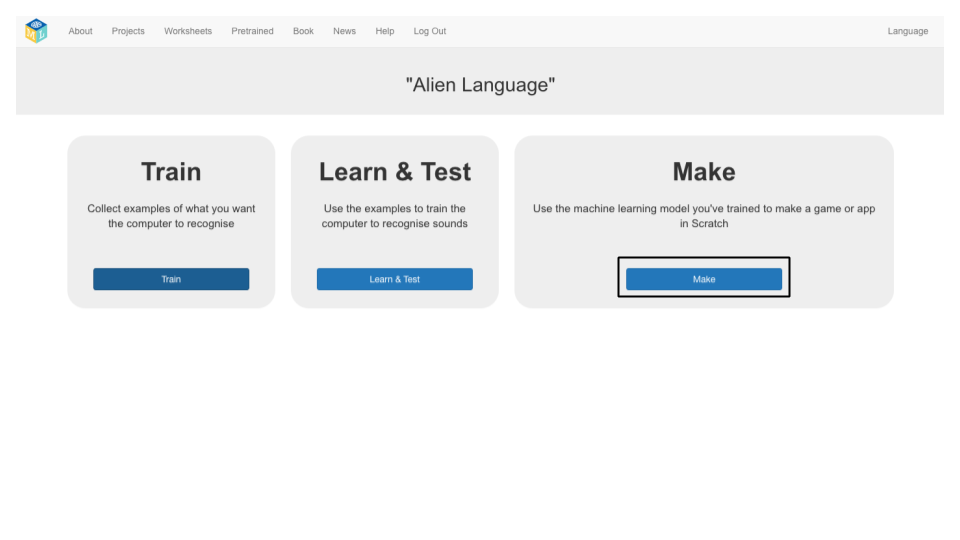 About Projects Worksheets Pretrained Book News Help Log Out Language
"Alien Language"
Train
Collect examples of what you want
the computer to recognise
Train
Learn & Test
Use the examples to train the
computer to recognise sounds
Learn & Test
Make
Use the machine learning model you've trained to make a game or app
in Scratch
Make